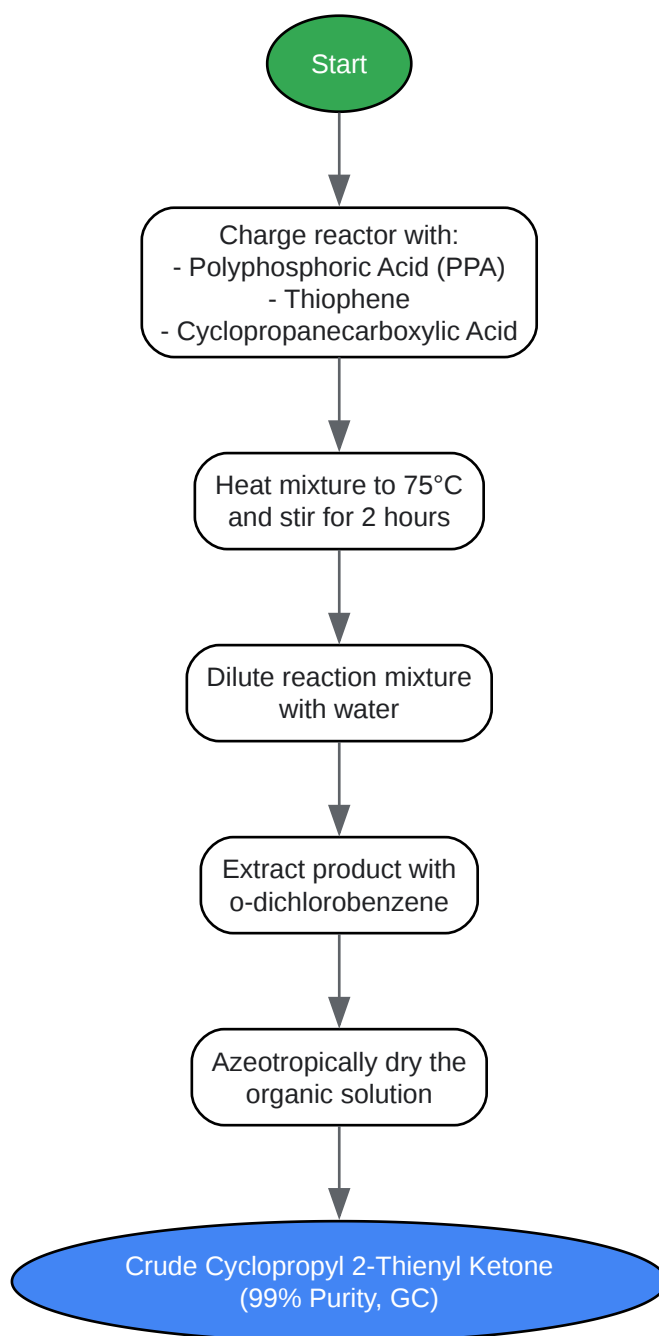 Start
Charge reactor with:
- Polyphosphoric Acid (PPA)
- Thiophene
- Cyclopropanecarboxylic Acid
Heat mixture to 75°C
and stir for 2 hours
Dilute reaction mixture
with water
Extract product with
o-dichlorobenzene
Azeotropically dry the
organic solution
Crude Cyclopropyl 2-Thienyl Ketone
(99% Purity, GC)